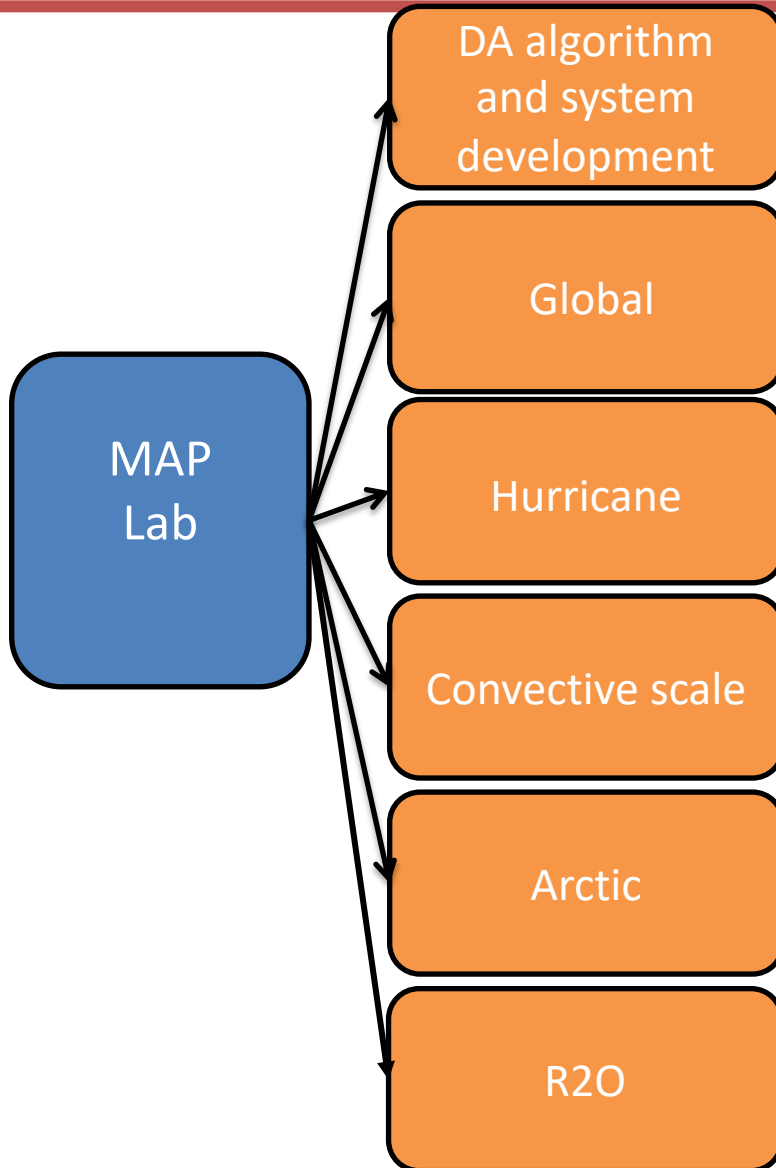 DA algorithm
and system
development
Global
MAP
Lab
Hurricane
Convective scale
Arctic
R2O